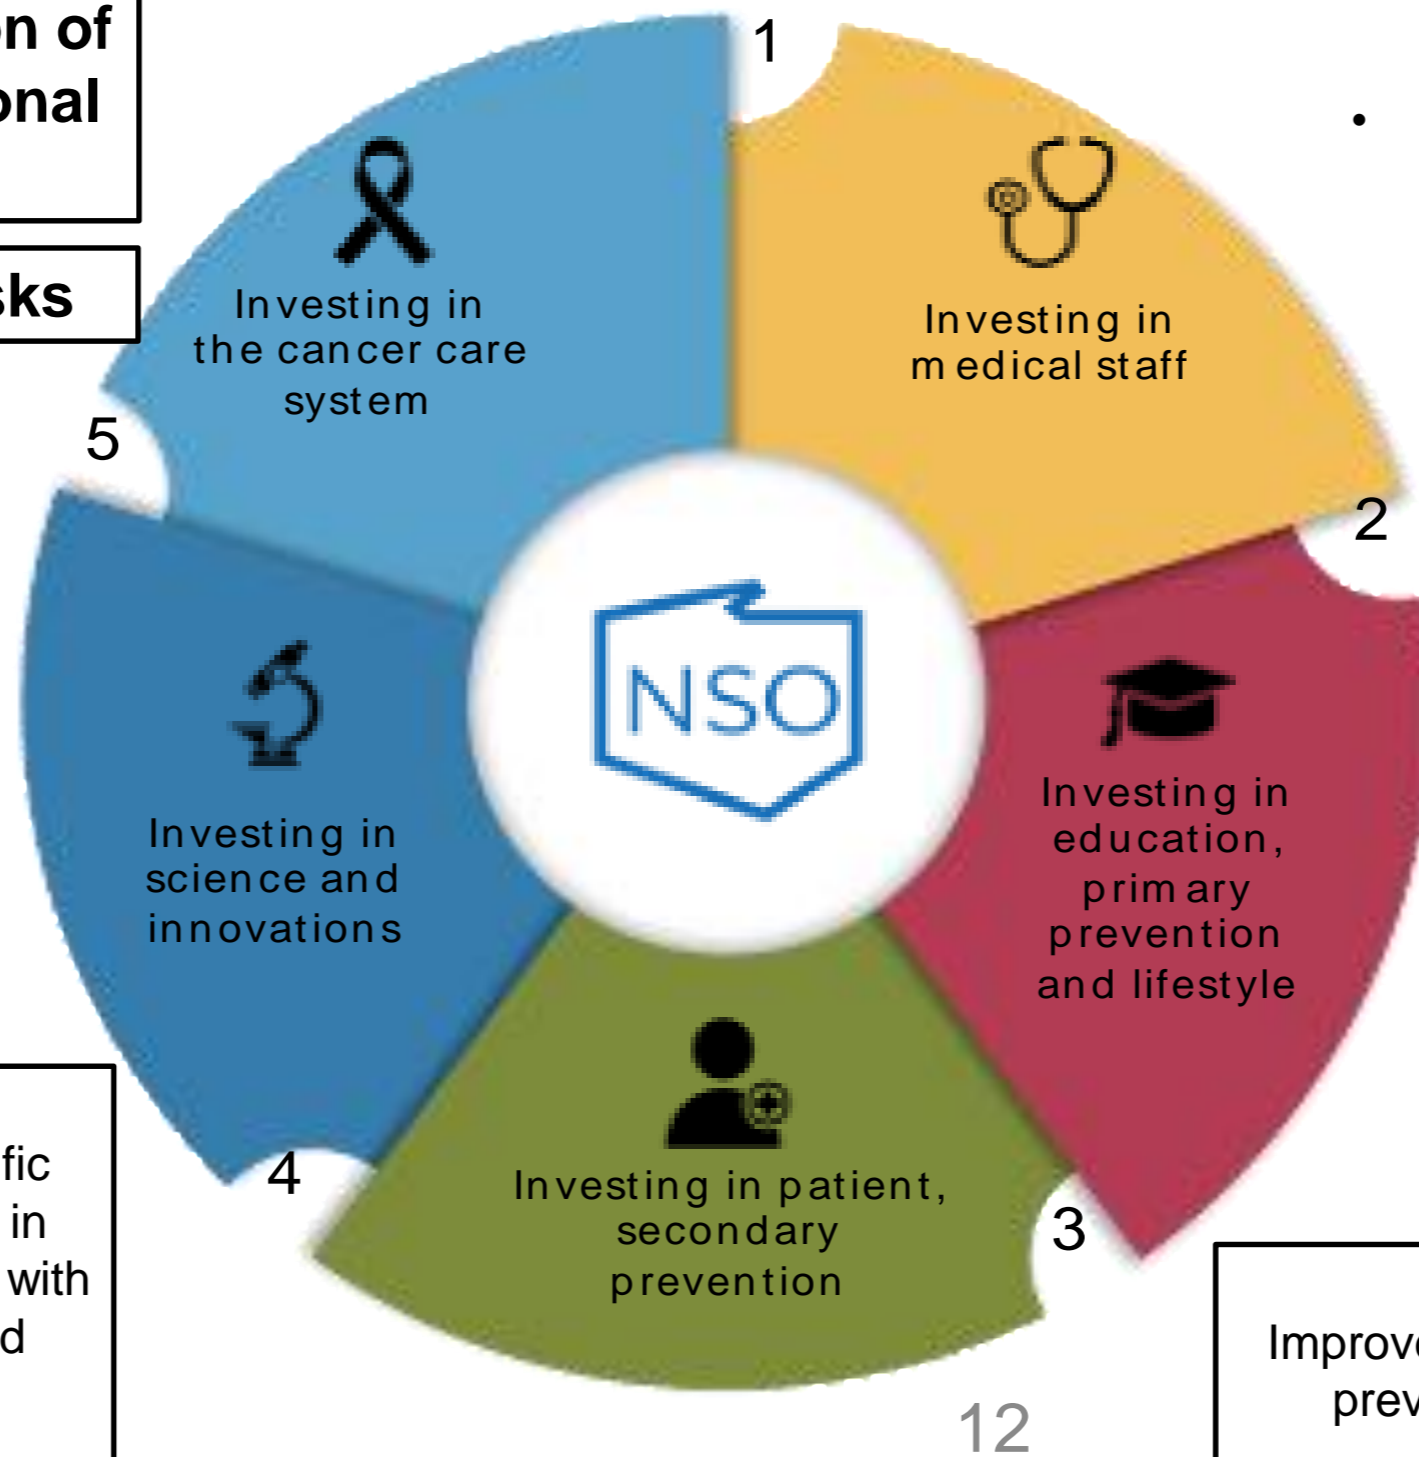 on of
onal
sks
1
•
Investing in
the cancer care
system
Investing in
medical staff
5
2
NSO
Investing in
science and
innovations
Investing in
education,
primary
prevention
and lifestyle
4
Investing in patient,
secondary
prevention
3
fic
in
with
d
Improve
prev
12